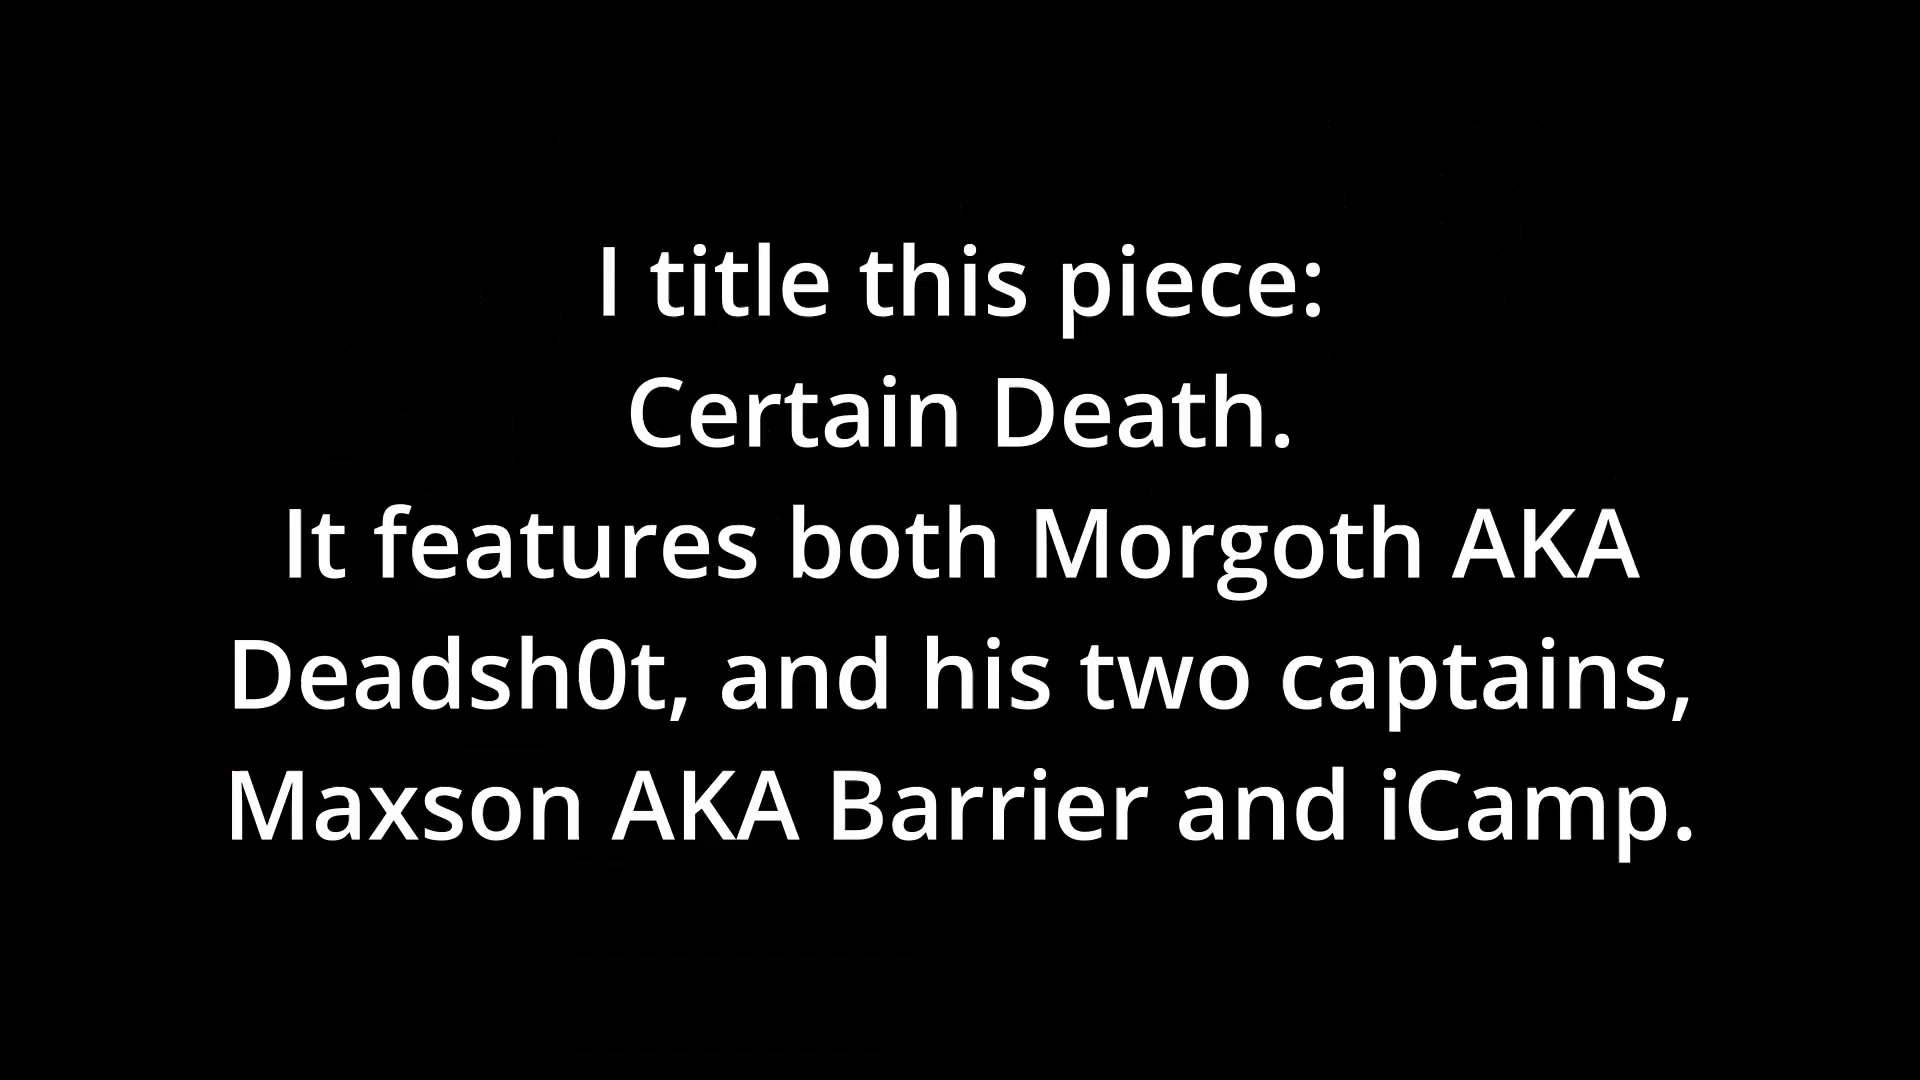 I title this piece:
Certain Death.
It features both Morgoth AKA
Deadsh0t, and his two captains,
Maxson AKA Barrier and iCamp.